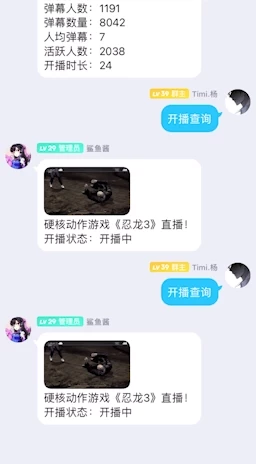 弹幕人数：1191
弹幕数量：8042
人均弹幕：7
活跃人数：2038
开播时长：24
LV 29 群主 Timi.杨
开播查询
LV 29 管理员 鲨鱼酱
硬核动作游戏《忍龙3》直播！
开播状态：开播中
LV 29 群主 Timi.杨
开播查询
LV 29 管理员 鲨鱼酱
硬核动作游戏《忍龙3》直播！
开播状态：开播中